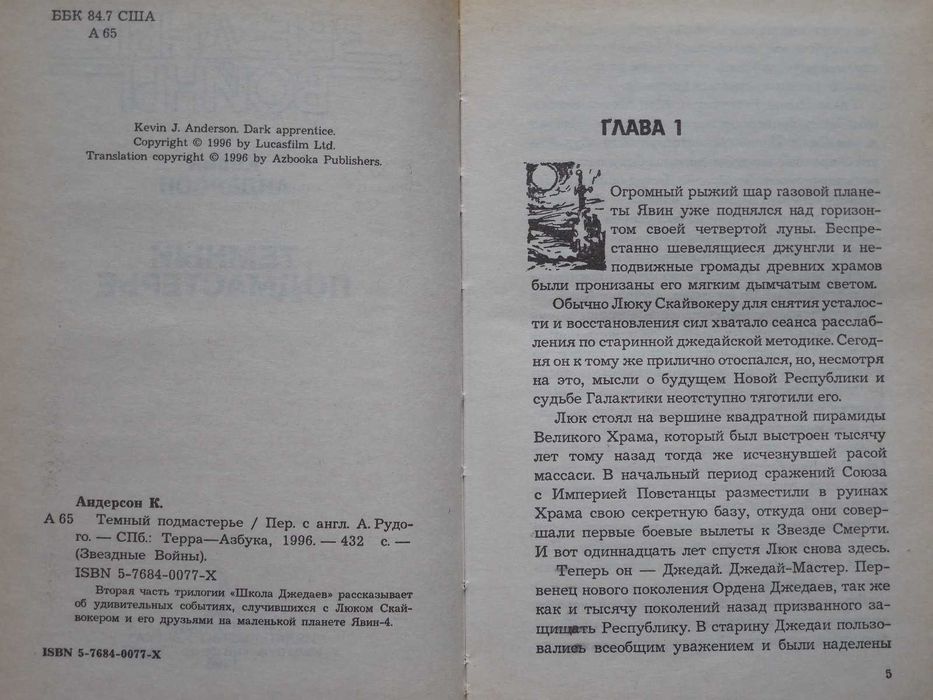 ББК 84.7 США
А 65
Kevin J. Anderson. Dark apprentice.
Copyright © 1996 by Lucasfilm Ltd.
Translation copyright © 1996 by Azbooka Publishers.
Андерсон К.
А 65 Темный подмастерье / Пер. с англ. А. Рудо-
го. — СПб.: Терра—Азбука, 1996. — 432 с. —
(Звездные Войны).
ISBN 5-7684-0077-X
Вторая часть трилогии «Школа Джедаев» рассказывает
об удивительных событиях, случившихся с Люком Скай-
вокером и его друзьями на маленькой планете Явин-4.
ISBN 5-7684-0077-X
ГЛАВА 1
Огромный рыжий шар газовой плане-
ты Явин уже поднялся над горизон-
том своей четвертой луны. Беспре-
станно шевелящиеся джунгли и не-
подвижные громады древних храмов
были пронизаны его мягким дымчатым светом.
Обычно Люку Скайвокеру для снятия усталос-
ти и восстановления сил хватало сеанса расслаб-
ления по старинной джедайской методике. Сегод-
ня он к тому же прилично отоспался, но, несмотря
на это, мысли о будущем Новой Республики и
судьбе Галактики неотступно тяготили его.
Люк стоял на вершине квадратной пирамиды
Великого Храма, который был выстроен тысячу
лет тому назад тогда же исчезнувшей расой
массаси. В начальный период сражений Союза
с Империей Повстанцы разместили в руинах
Храма свою секретную базу, откуда они совер-
шали первые боевые вылеты к Звезде Смерти.
И вот одиннадцать лет спустя Люк снова здесь.
Теперь он — Джедай. Джедай-Мастер. Пер-
венец нового поколения Ордена Джедаев, так же
как и тысячу поколений назад призванного за-
щищать Республику. В старину Джедаи пользо-
вались всеобщим уважением и были наделены
5